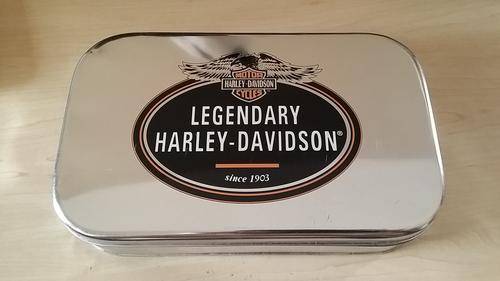 MOTOR
HARLEY-DAVIDSON
CYCLES
LEGENDARY
HARLEY-DAVIDSON®
since 1903